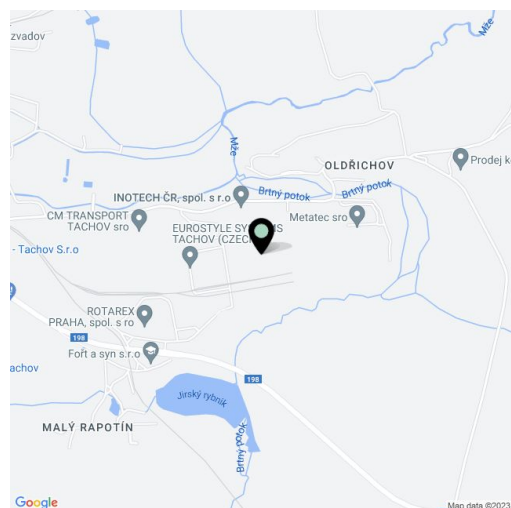 zvadov
Mže
Mže
OLDŘICHOV
Prodej k
Brtný potok
Brtný potok
INOTECH ČR, spol. s r.o
CM TRANSPORT
TACHOV sro
Metatec sro
EUROSTYLE SY
MS
TACHOV (CZEC
- Tachov S.r.o
ROTAREX
PRAHA, spol. s ro
198
Fořt a syn s.r.o
achov
198
Jirský rybník
MALÝ RAPOTÍN
Brtný potok
Google
Map data ©2023